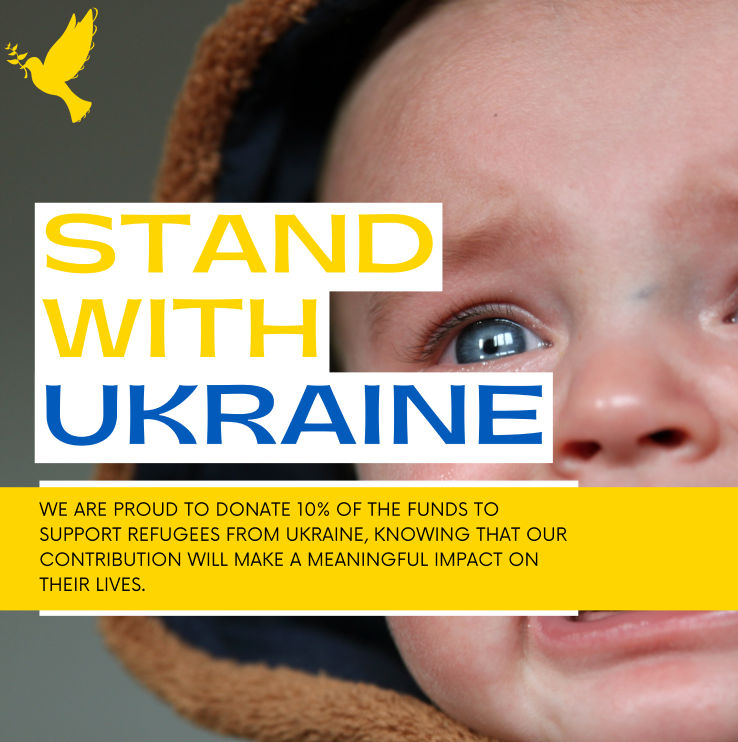 STAND
WITH
UKRAINE
WE ARE PROUD TO DONATE 10% OF THE FUNDS TO
SUPPORT REFUGEES FROM UKRAINE, KNOWING THAT OUR
CONTRIBUTION WILL MAKE A MEANINGFUL IMPACT ON
THEIR LIVES.